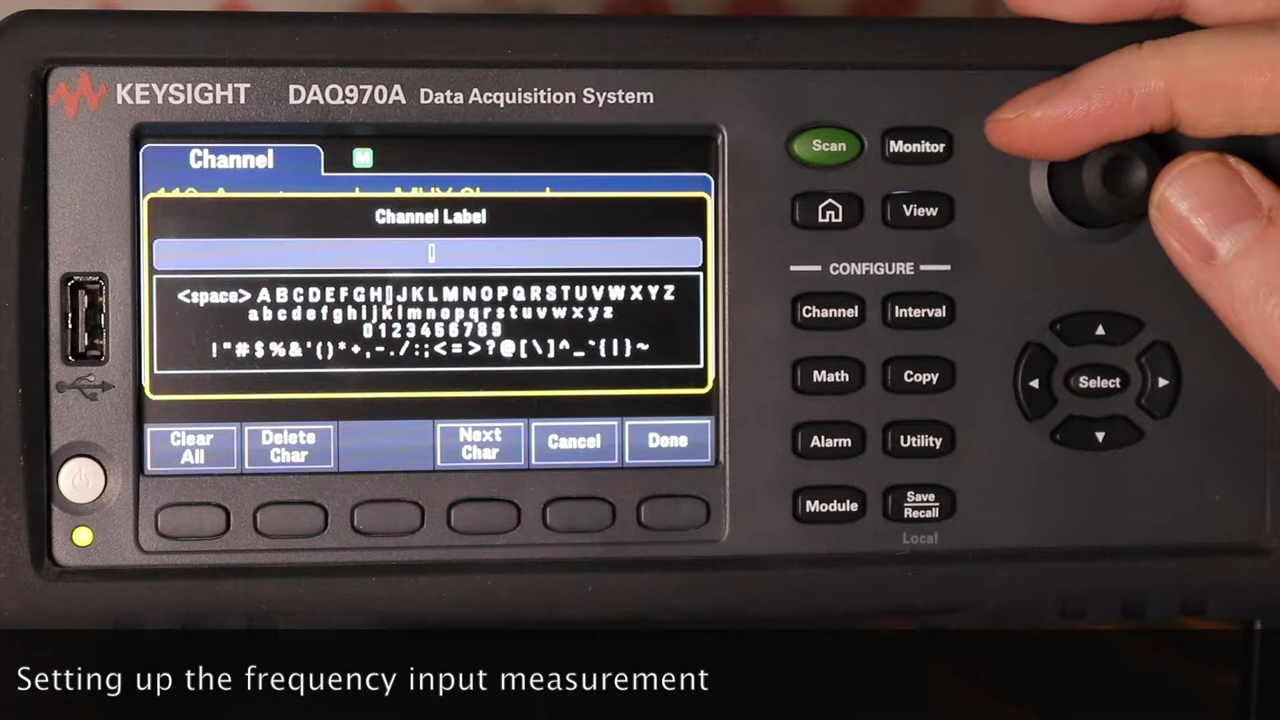 KEYSIGHT DAQ970A Data Acquisition System
Channel M
Channel Label
<space> A B C D E F G H I J K L M N O P Q R S T U V W X Y Z
a b c d e f g h i j k l m n o p q r s t u v w x y z
0 1 2 3 4 5 6 7 8 9
! " # $ % & ' ( ) * + , - . / : ; < = > ? @ [ \ ] ^ _ ` { | } ~
Clear All
Delete Char
Next Char
Cancel
Done
Scan
Monitor
View
CONFIGURE
Channel
Interval
Math
Copy
Select
Alarm
Utility
Module
Save
Recall
Local
Setting up the frequency input measurement